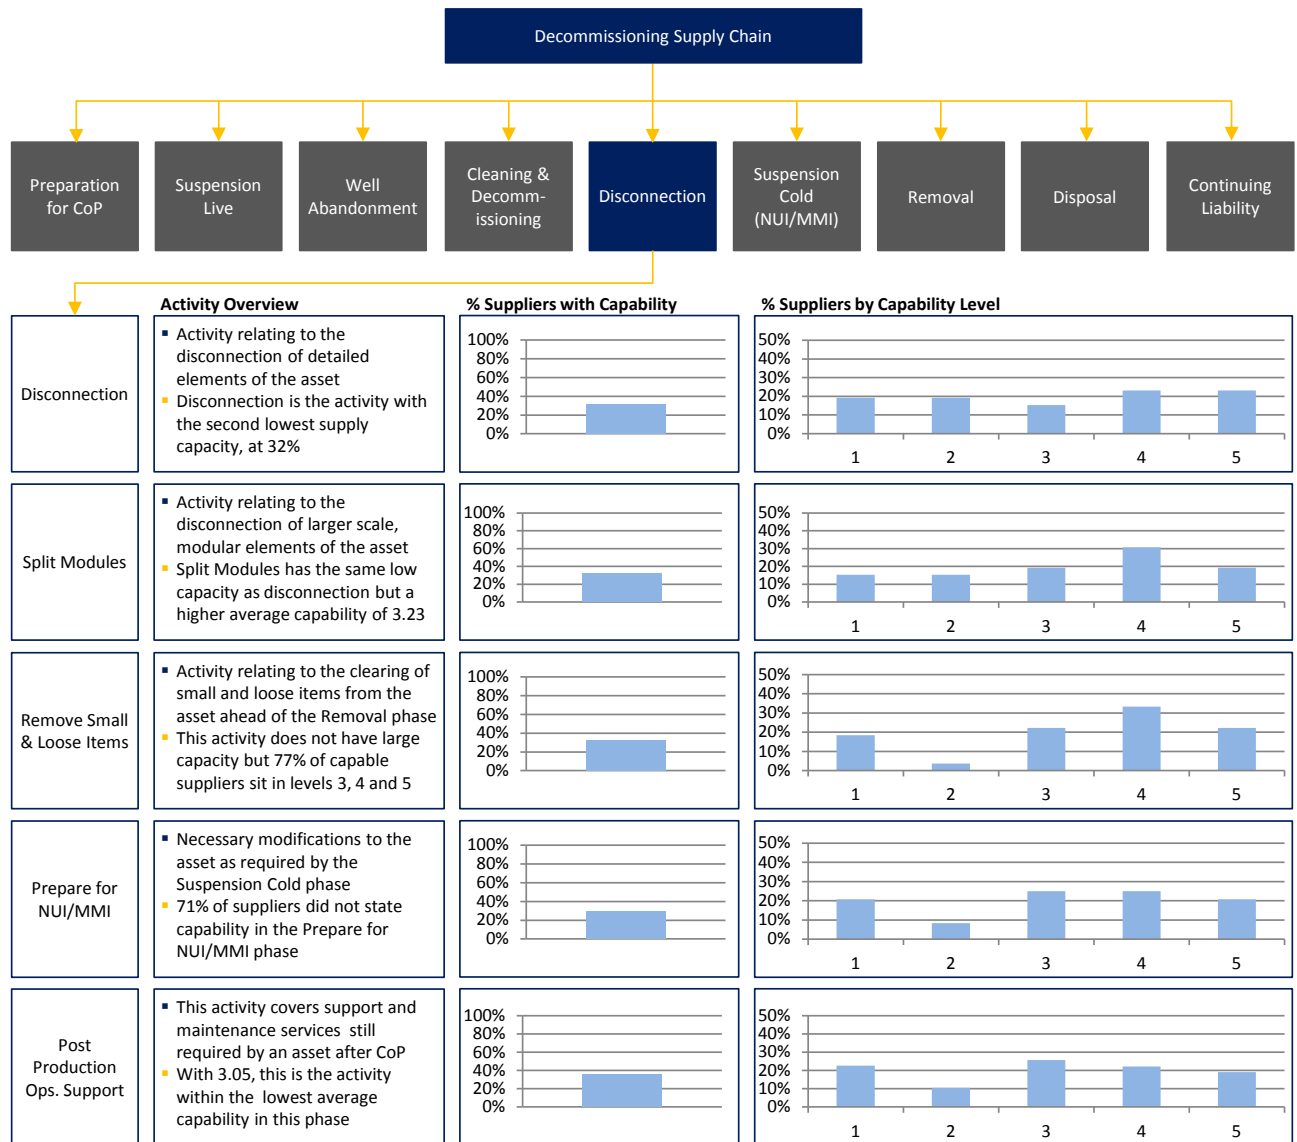 Decommissioning Supply Chain
Preparation
for CoP
Suspension
Live
Well
Abandonment
Cleaning &
Decomm-
issioning
Disconnection
Suspension
Cold
(NUI/MMI)
Removal
Disposal
Continuing
Liability
Activity Overview
% Suppliers with Capability
% Suppliers by Capability Level
Disconnection
▪ Activity relating to the
disconnection of detailed
elements of the asset
▪ Disconnection is the activity with
the second lowest supply
capacity, at 32%
100%
80%
60%
40%
20%
0%
50%
40%
30%
20%
10%
0%
1 2 3 4 5
Split Modules
▪ Activity relating to the
disconnection of larger scale,
modular elements of the asset
▪ Split Modules has the same low
capacity as disconnection but a
higher average capability of 3.23
100%
80%
60%
40%
20%
0%
50%
40%
30%
20%
10%
0%
1 2 3 4 5
Remove Small
& Loose Items
▪ Activity relating to the clearing of
small and loose items from the
asset ahead of the Removal phase
▪ This activity does not have large
capacity but 77% of capable
suppliers sit in levels 3, 4 and 5
100%
80%
60%
40%
20%
0%
50%
40%
30%
20%
10%
0%
1 2 3 4 5
Prepare for
NUI/MMI
▪ Necessary modifications to the
asset as required by the
Suspension Cold phase
▪ 71% of suppliers did not state
capability in the Prepare for
NUI/MMI phase
100%
80%
60%
40%
20%
0%
50%
40%
30%
20%
10%
0%
1 2 3 4 5
Post
Production
Ops. Support
▪ This activity covers support and
maintenance services still
required by an asset after CoP
▪ With 3.05, this is the activity
within the lowest average
capability in this phase
100%
80%
60%
40%
20%
0%
50%
40%
30%
20%
10%
0%
1 2 3 4 5